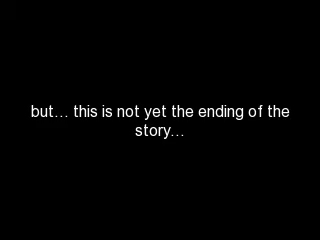 but… this is not yet the ending of the
story…